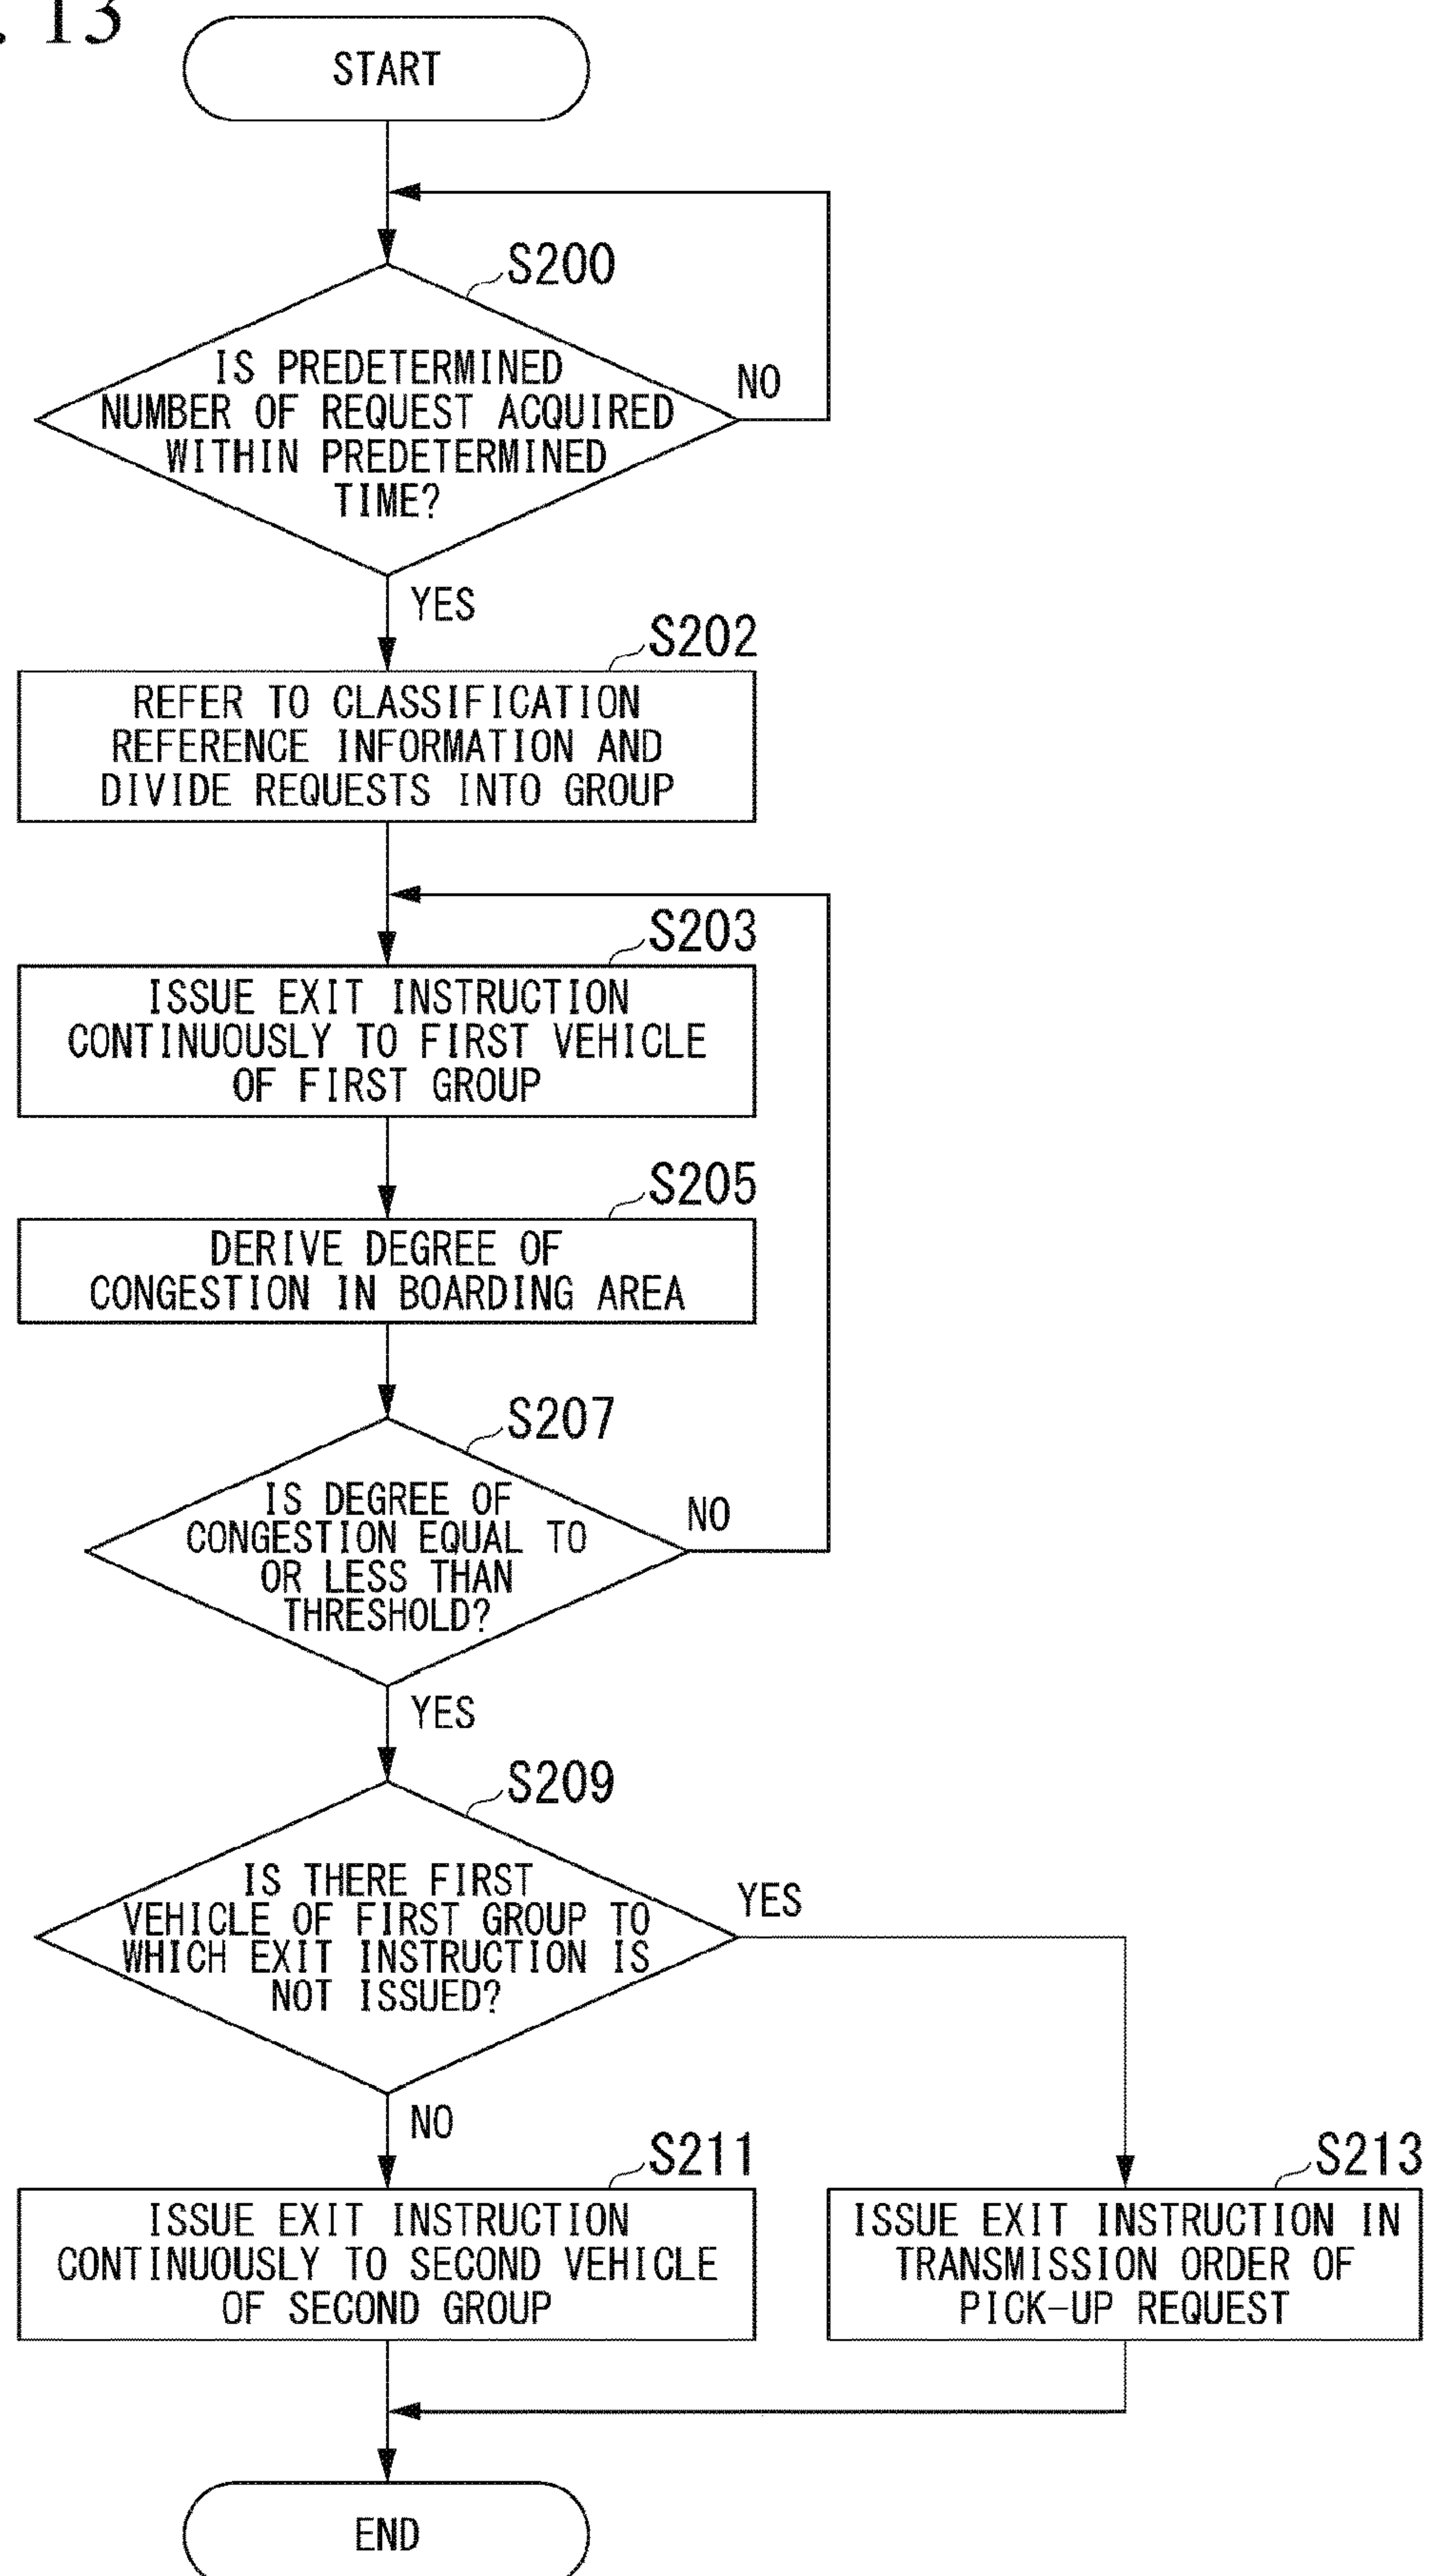 . 13
START
S200
IS PREDETERMINED
NUMBER OF REQUEST ACQUIRED
WITHIN PREDETERMINED
TIME?
NO
YES
S202
REFER TO CLASSIFICATION
REFERENCE INFORMATION AND
DIVIDE REQUESTS INTO GROUP
S203
ISSUE EXIT INSTRUCTION
CONTINUOUSLY TO FIRST VEHICLE
OF FIRST GROUP
S205
DERIVE DEGREE OF
CONGESTION IN BOARDING AREA
S207
IS DEGREE OF
CONGESTION EQUAL TO
OR LESS THAN
THRESHOLD?
NO
YES
S209
IS THERE FIRST
VEHICLE OF FIRST GROUP TO
WHICH EXIT INSTRUCTION IS
NOT ISSUED?
YES
NO
S211
ISSUE EXIT INSTRUCTION
CONTINUOUSLY TO SECOND VEHICLE
OF SECOND GROUP
S213
ISSUE EXIT INSTRUCTION IN
TRANSMISSION ORDER OF
PICK-UP REQUEST
END